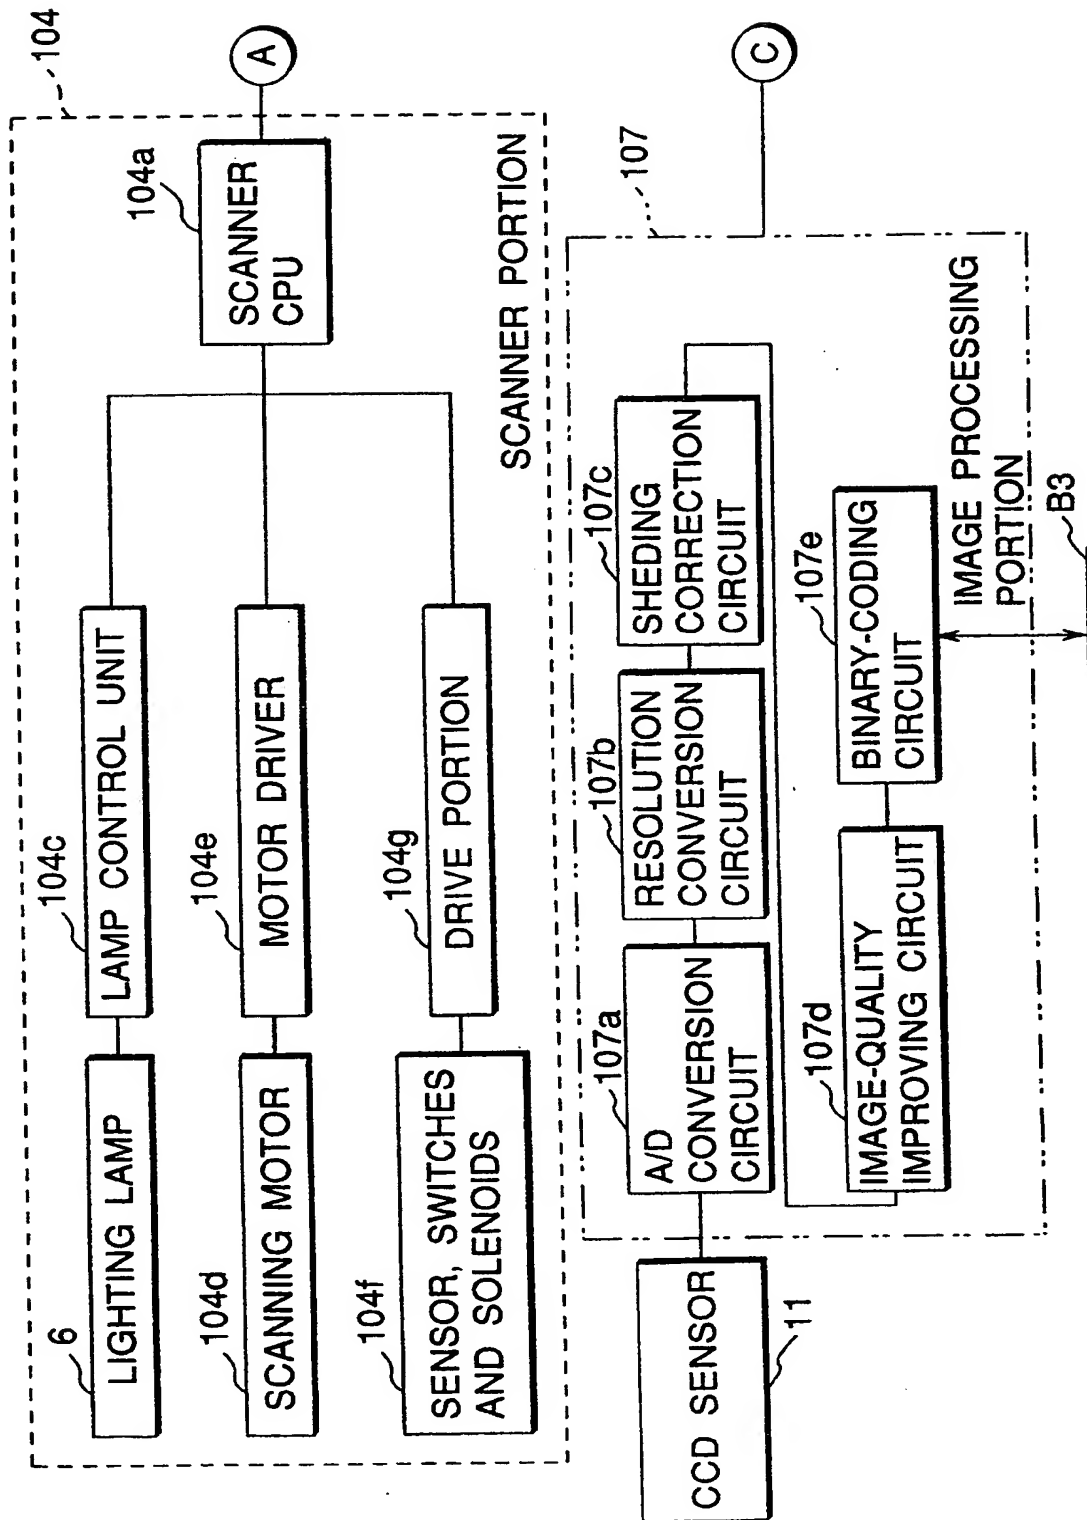 104
A
104a
SCANNER
CPU
104c
LAMP CONTROL UNIT
6
LIGHTING LAMP
104e
MOTOR DRIVER
104d
SCANNING MOTOR
104g
DRIVE PORTION
104f
SENSOR, SWITCHES
AND SOLENOIDS
SCANNER PORTION
107
C
107a
A/D
CONVERSION
CIRCUIT
107b
RESOLUTION
CONVERSION
CIRCUIT
107c
SHEDING
CORRECTION
CIRCUIT
107d
IMAGE-QUALITY
IMPROVING CIRCUIT
107e
BINARY-CODING
CIRCUIT
IMAGE PROCESSING
PORTION
CCD SENSOR
11
B3